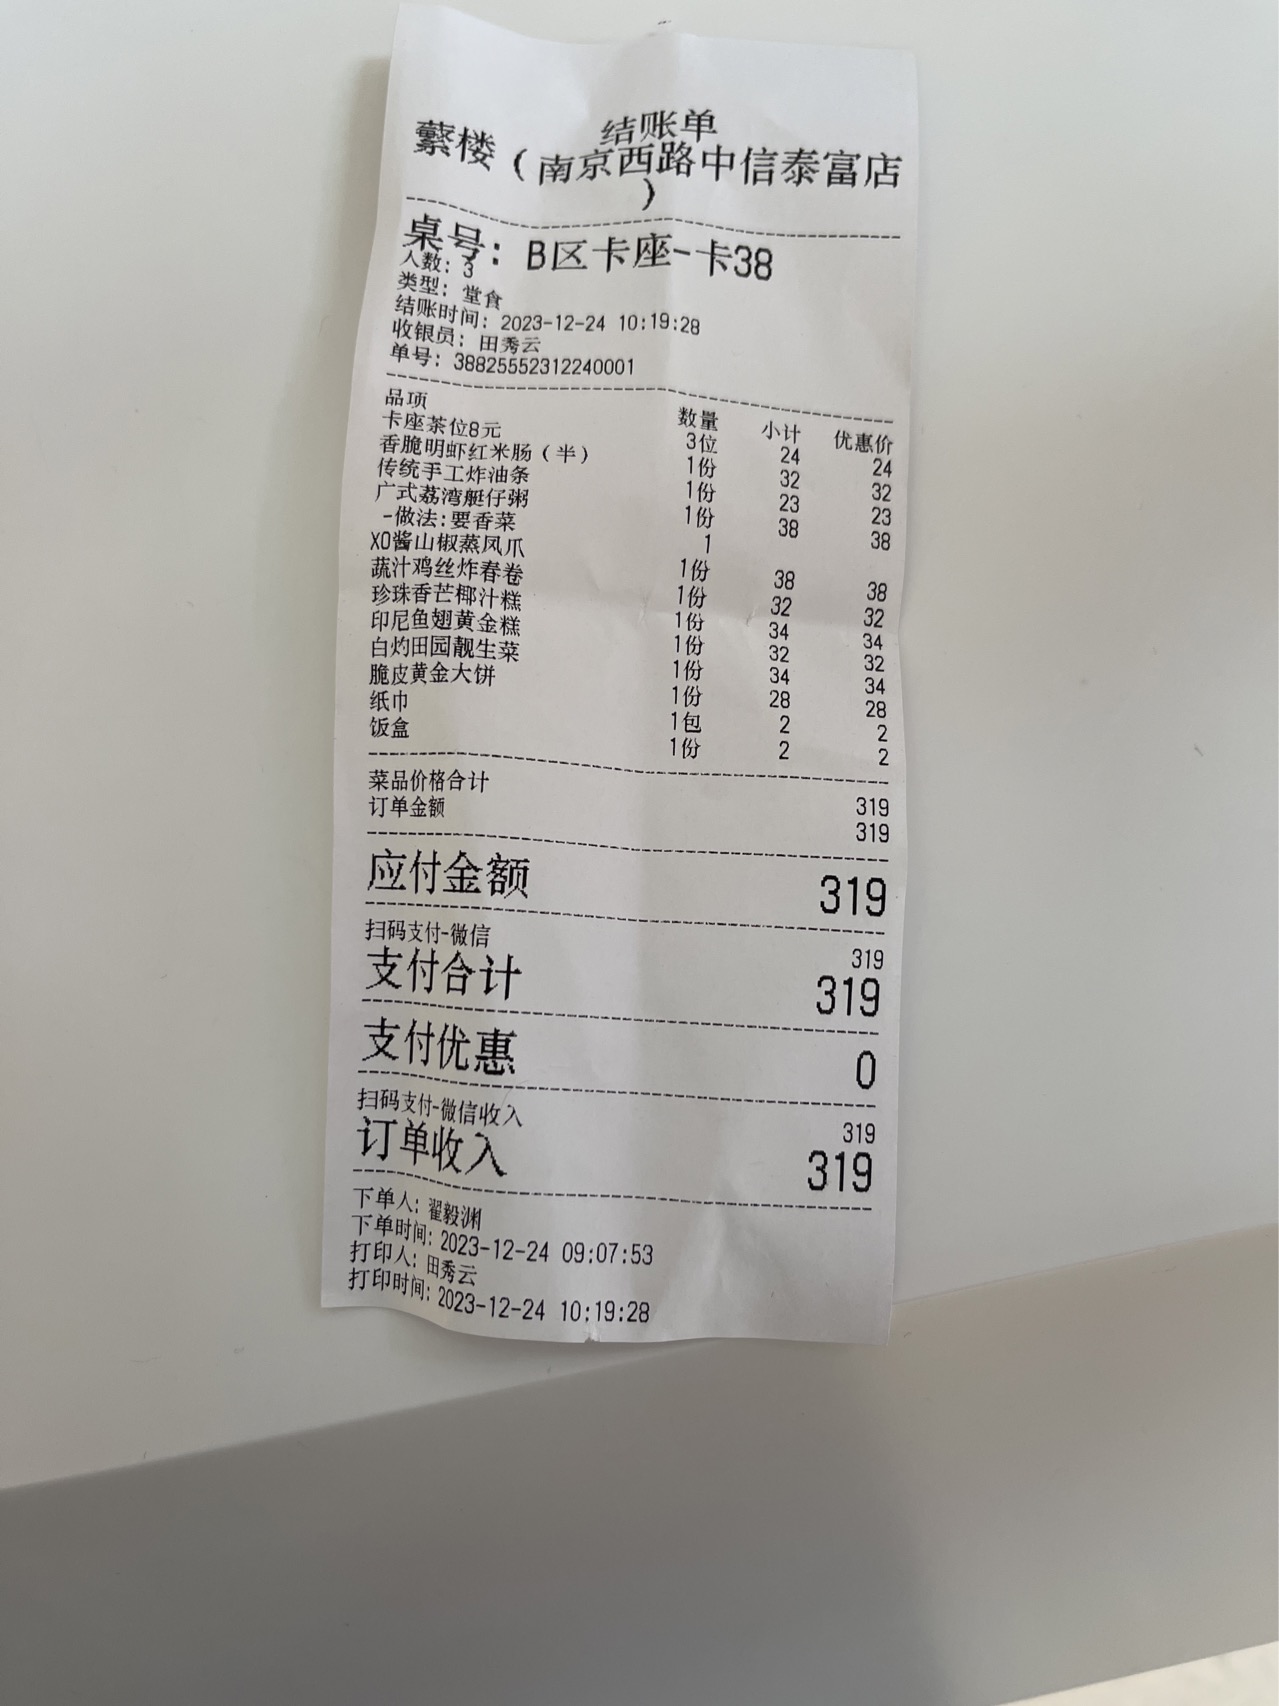 结账单
蘩楼（南京西路中信泰富店
）
桌号：B区卡座-卡38
人数：3
类型：堂食
结账时间：2023-12-24 10:19:28
收银员：田秀云
单号：38825552312240001
品项 数量 小计 优惠价
卡座茶位8元 3位 24 24
香脆明虾红米肠（半） 1份 32 32
传统手工炸油条 1份 23 23
广式荔湾艇仔粥 1份 38 38
-做法:要香菜 1
XO酱山椒蒸凤爪 1份 38 38
蔬汁鸡丝炸春卷 1份 32 32
珍珠香芒椰汁糕 1份 34 34
印尼鱼翅黄金糕 1份 32 32
白灼田园靓生菜 1份 34 34
脆皮黄金大饼 1份 28 28
纸巾 1包 2 2
饭盒 1份 2 2
菜品价格合计 319
订单金额 319
应付金额 319
扫码支付-微信 319
支付合计 319
支付优惠 0
扫码支付-微信收入 319
订单收入 319
下单人：翟毅渊
下单时间：2023-12-24 09:07:53
打印人：田秀云
打印时间：2023-12-24 10:19:28